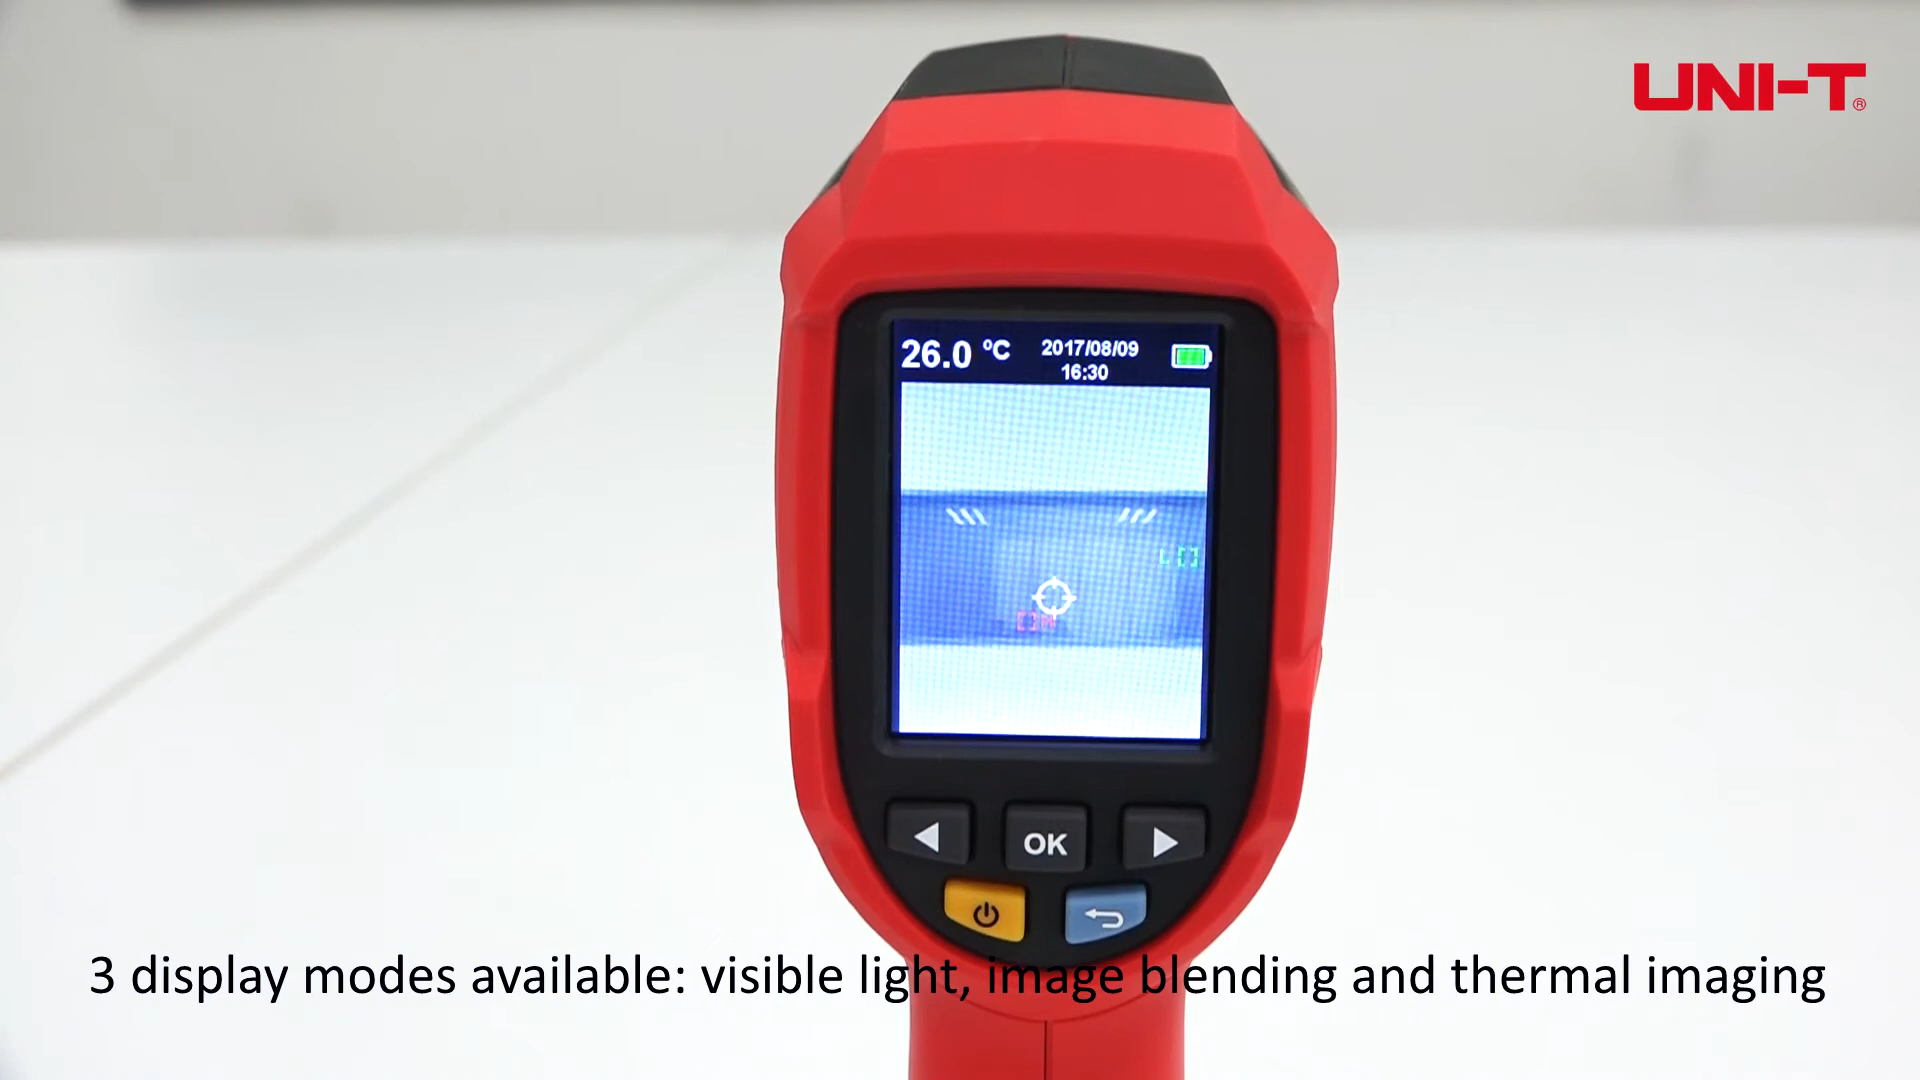 UNI-T®
26.0 °C
2017/08/09
16:30
L
M
OK
3 display modes available: visible light, image blending and thermal imaging